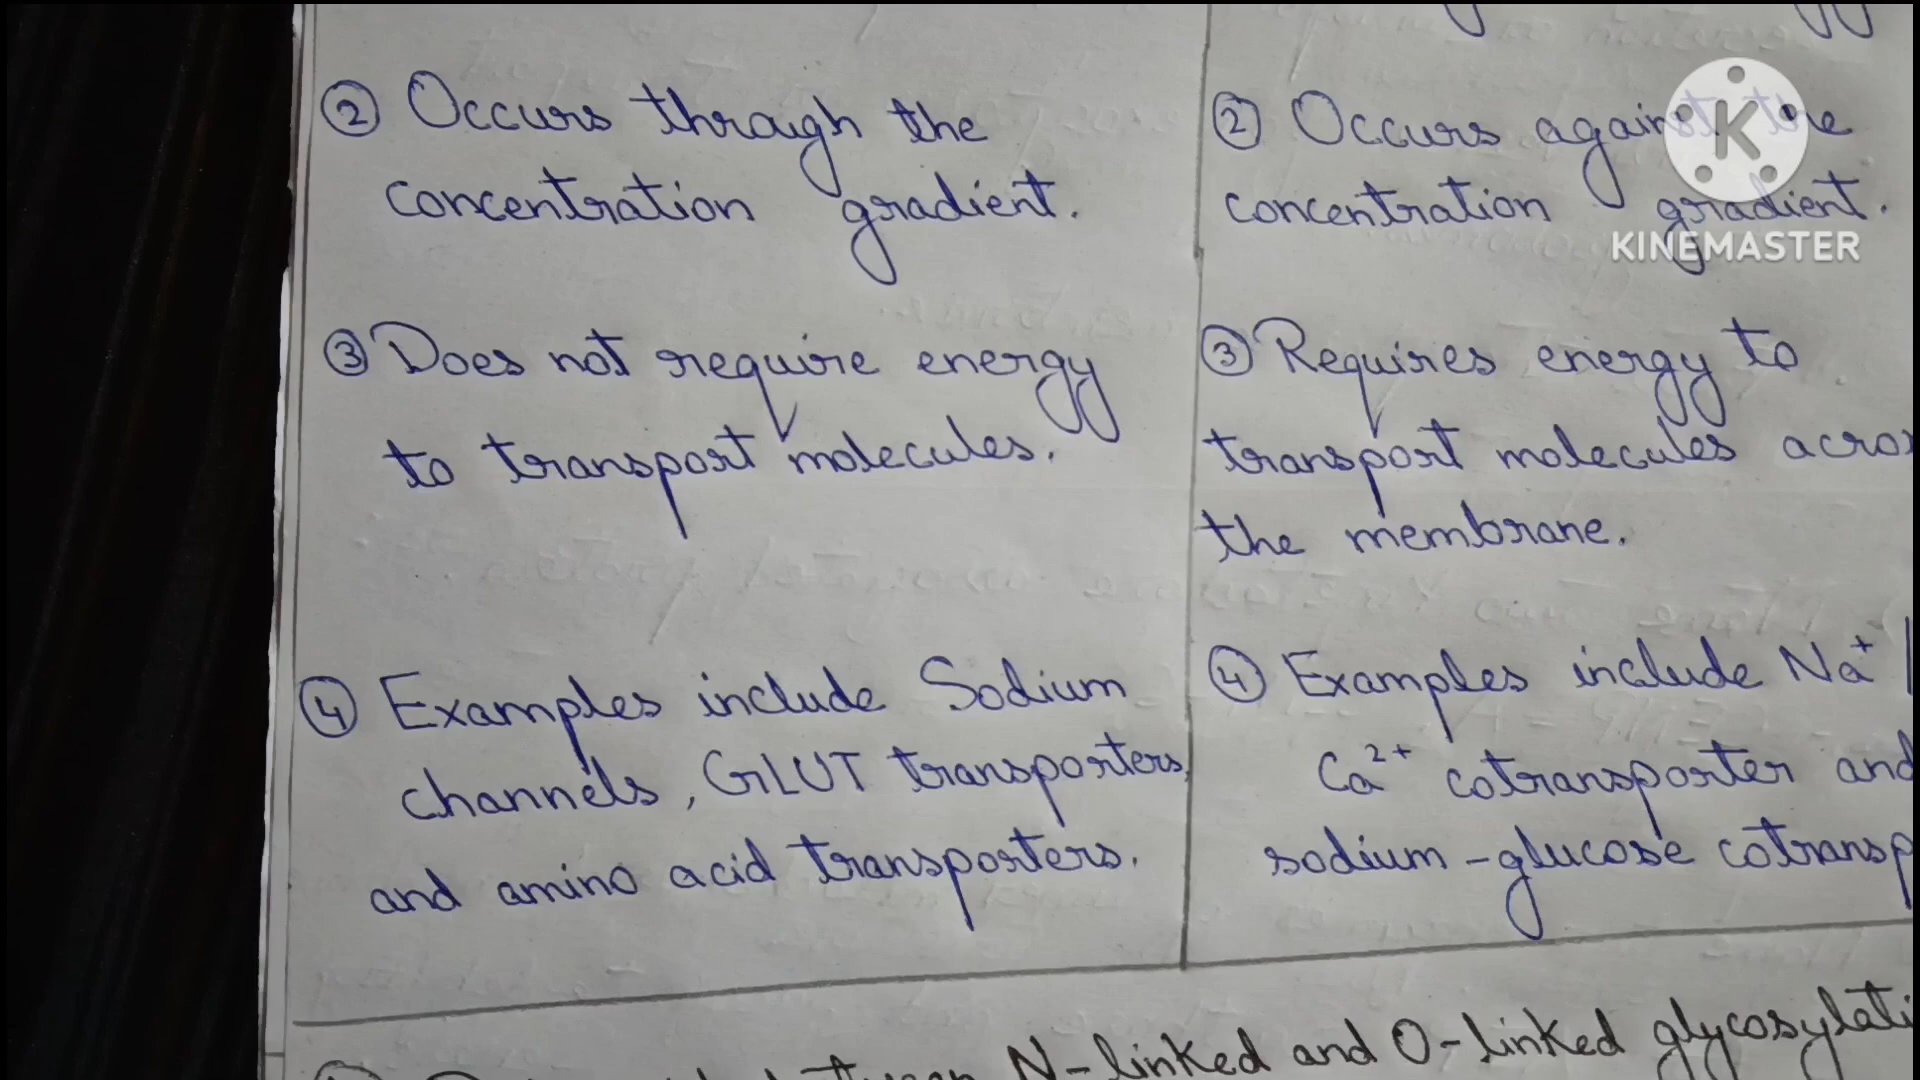 ② Occurs through the
concentration gradient.
③ Does not require energy
to transport molecules.
④ Examples include Sodium
channels, GLUT transporters,
and amino acid transporters.
② Occurs against the
concentration gradient.
③ Requires energy to
transport molecules acros
the membrane.
④ Examples include Na⁺ |
Ca²⁺ cotransporter and
sodium-glucose cotransp
N-linked and O-linked glycosylati
K
KINEMASTER